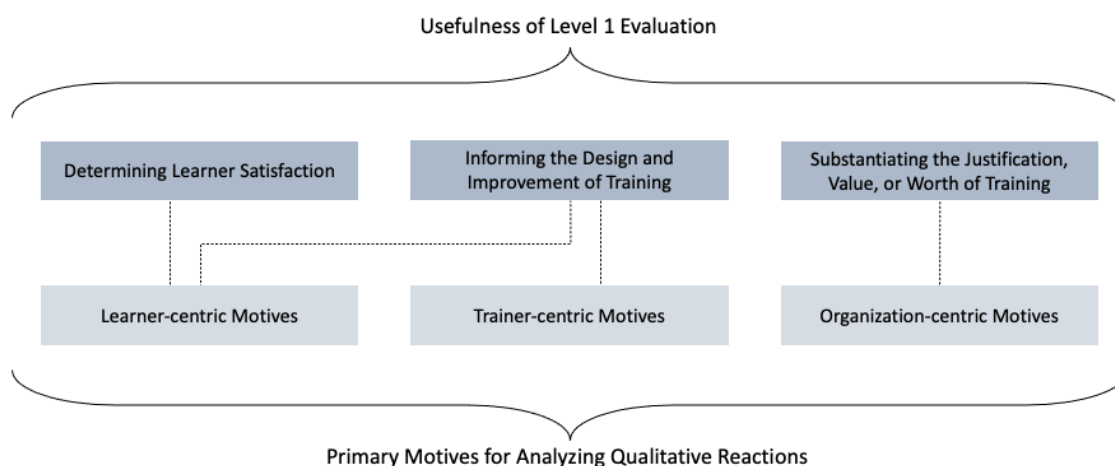 Usefulness of Level 1 Evaluation
Determining Learner Satisfaction
Informing the Design and
Improvement of Training
Substantiating the Justification,
Value, or Worth of Training
Learner-centric Motives
Trainer-centric Motives
Organization-centric Motives
Primary Motives for Analyzing Qualitative Reactions